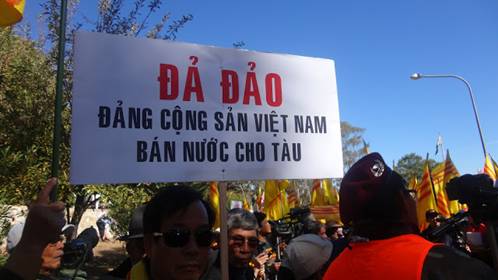 ĐẢ ĐẢO
ĐẢNG CỘNG SẢN VIỆT NAM
BÁN NƯỚC CHO TÀU